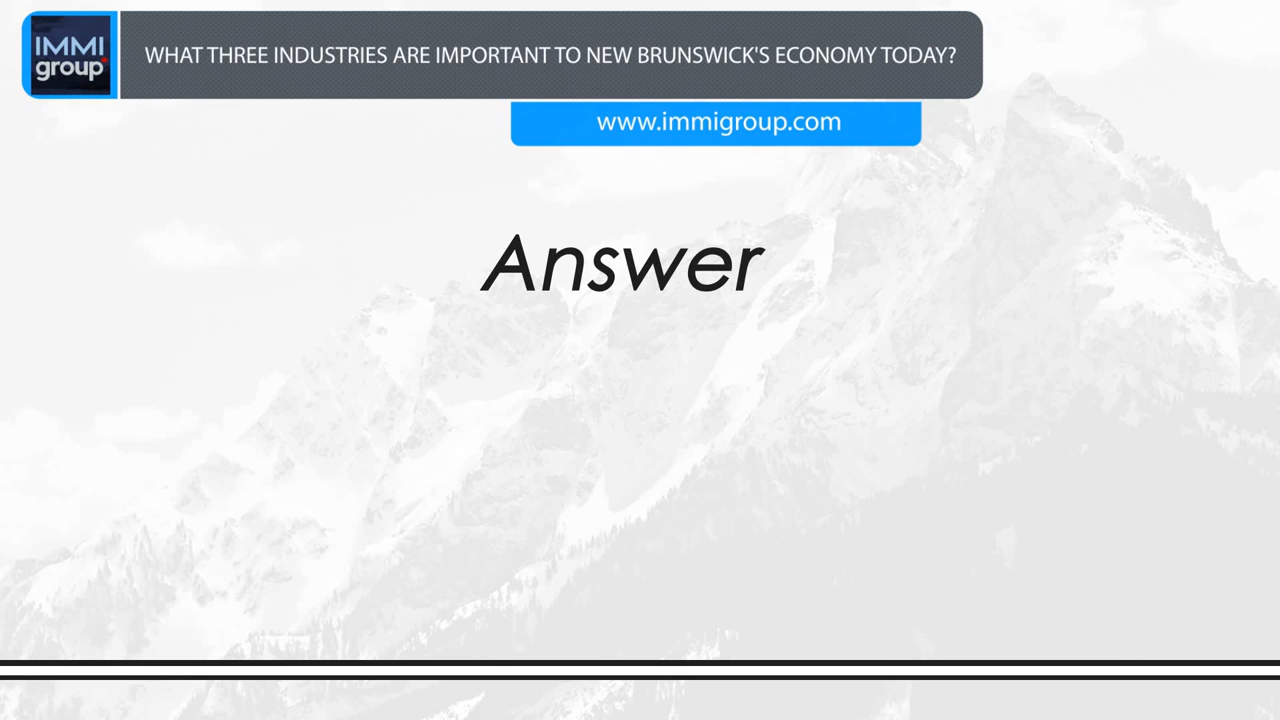 IMMI
group
WHAT THREE INDUSTRIES ARE IMPORTANT TO NEW BRUNSWICK'S ECONOMY TODAY?
www.immigroup.com
Answer